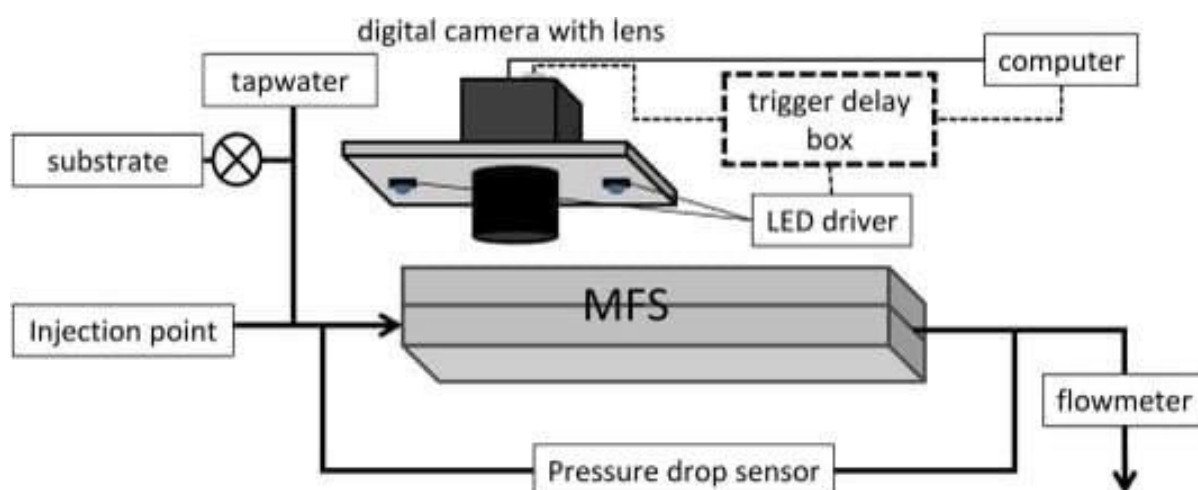 digital camera with lens
tapwater
computer
trigger delay
box
substrate
LED driver
MFS
Injection point
flowmeter
Pressure drop sensor